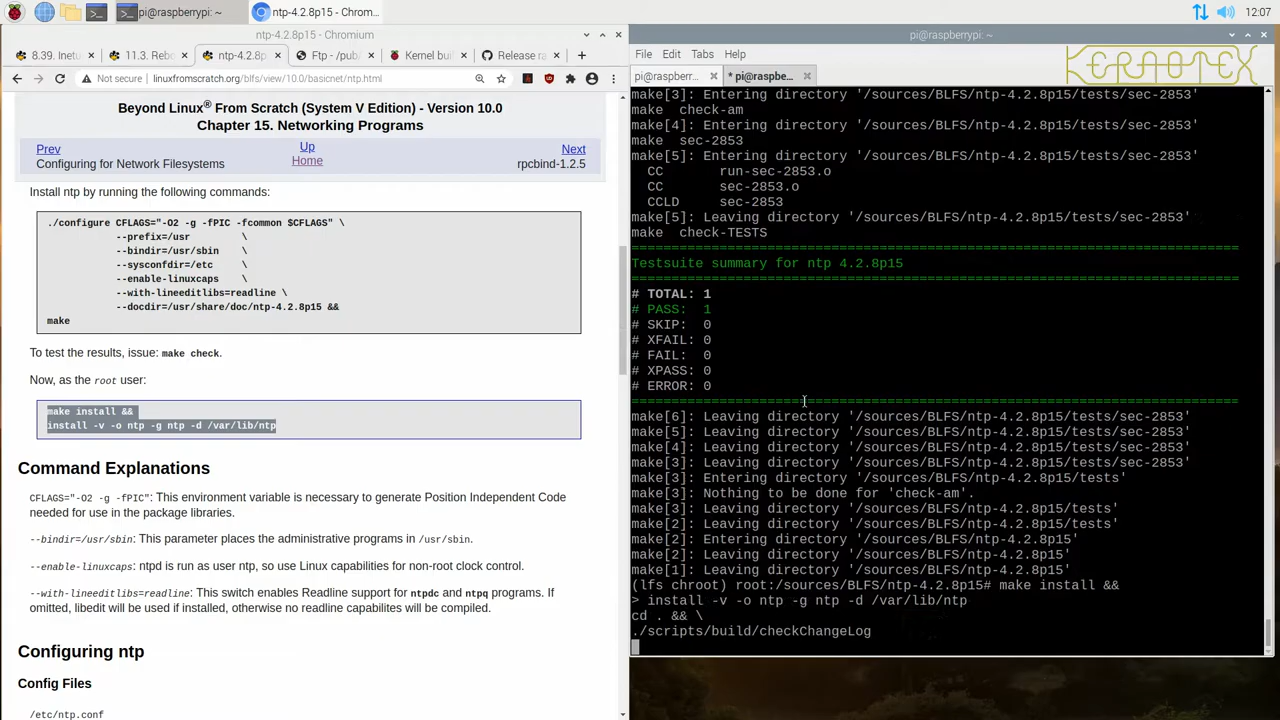 pi@raspberrypi: ~
ntp-4.2.8p15 - Chrom...
12:07
ntp-4.2.8p15 - Chromium
8.39. Inetu
11.3. Rebo
ntp-4.2.8p
Ftp - /pub/
Kernel bui
Release ra
Not secure | linuxfromscratch.org/blfs/view/10.0/basicnet/ntp.html
Beyond Linux® From Scratch (System V Edition) - Version 10.0
Chapter 15. Networking Programs
Prev
Up
Next
Configuring for Network Filesystems
Home
rpcbind-1.2.5
Install ntp by running the following commands:
./configure CFLAGS="-O2 -g -fPIC -fcommon $CFLAGS" \
--prefix=/usr \
--bindir=/usr/sbin \
--sysconfdir=/etc \
--enable-linuxcaps \
--with-lineeditlibs=readline \
--docdir=/usr/share/doc/ntp-4.2.8p15 &&
make
To test the results, issue: make check.
Now, as the root user:
make install &&
install -v -o ntp -g ntp -d /var/lib/ntp
Command Explanations
CFLAGS="-O2 -g -fPIC": This environment variable is necessary to generate Position Independent Code
needed for use in the package libraries.
--bindir=/usr/sbin: This parameter places the administrative programs in /usr/sbin.
--enable-linuxcaps: ntpd is run as user ntp, so use Linux capabilities for non-root clock control.
--with-lineeditlibs=readline: This switch enables Readline support for ntpdc and ntpq programs. If
omitted, libedit will be used if installed, otherwise no readline capabilites will be compiled.
Configuring ntp
Config Files
/etc/ntp.conf
pi@raspberrypi: ~
File Edit Tabs Help
KERAOTEX
pi@raspberr...
* pi@raspbe...
make[3]: Entering directory '/sources/BLFS/ntp-4.2.8p15/tests/sec-2853'
make  check-am
make[4]: Entering directory '/sources/BLFS/ntp-4.2.8p15/tests/sec-2853'
make  sec-2853
make[5]: Entering directory '/sources/BLFS/ntp-4.2.8p15/tests/sec-2853'
CC       run-sec-2853.o
CC       sec-2853.o
CCLD     sec-2853
make[5]: Leaving directory '/sources/BLFS/ntp-4.2.8p15/tests/sec-2853'
make  check-TESTS
============================================================================
Testsuite summary for ntp 4.2.8p15
============================================================================
# TOTAL: 1
# PASS:  1
# SKIP:  0
# XFAIL: 0
# FAIL:  0
# XPASS: 0
# ERROR: 0
============================================================================
make[6]: Leaving directory '/sources/BLFS/ntp-4.2.8p15/tests/sec-2853'
make[5]: Leaving directory '/sources/BLFS/ntp-4.2.8p15/tests/sec-2853'
make[4]: Leaving directory '/sources/BLFS/ntp-4.2.8p15/tests/sec-2853'
make[3]: Leaving directory '/sources/BLFS/ntp-4.2.8p15/tests/sec-2853'
make[3]: Entering directory '/sources/BLFS/ntp-4.2.8p15/tests'
make[3]: Nothing to be done for 'check-am'.
make[3]: Leaving directory '/sources/BLFS/ntp-4.2.8p15/tests'
make[2]: Leaving directory '/sources/BLFS/ntp-4.2.8p15/tests'
make[2]: Entering directory '/sources/BLFS/ntp-4.2.8p15'
make[2]: Leaving directory '/sources/BLFS/ntp-4.2.8p15'
make[1]: Leaving directory '/sources/BLFS/ntp-4.2.8p15'
(lfs chroot) root:/sources/BLFS/ntp-4.2.8p15# make install &&
> install -v -o ntp -g ntp -d /var/lib/ntp
cd . && \
./scripts/build/checkChangeLog